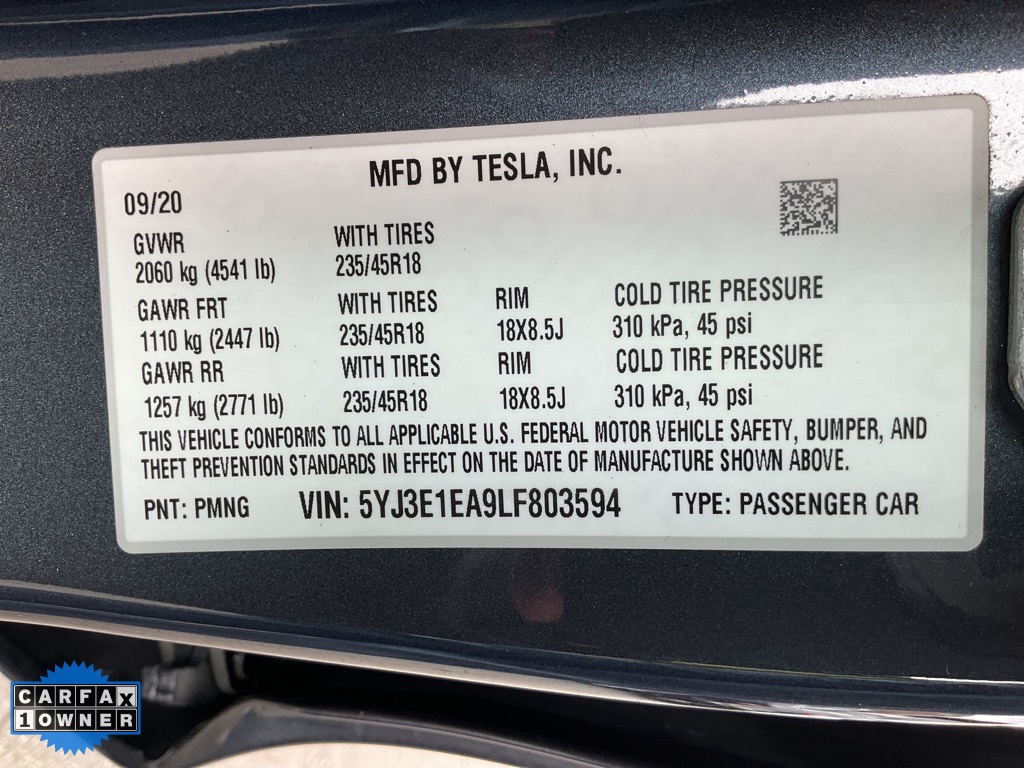 MFD BY TESLA, INC.
09/20
GVWR WITH TIRES
2060 kg (4541 lb) 235/45R18
GAWR FRT WITH TIRES RIM COLD TIRE PRESSURE
1110 kg (2447 lb) 235/45R18 18X8.5J 310 kPa, 45 psi
GAWR RR WITH TIRES RIM COLD TIRE PRESSURE
1257 kg (2771 lb) 235/45R18 18X8.5J 310 kPa, 45 psi
THIS VEHICLE CONFORMS TO ALL APPLICABLE U.S. FEDERAL MOTOR VEHICLE SAFETY, BUMPER, AND
THEFT PREVENTION STANDARDS IN EFFECT ON THE DATE OF MANUFACTURE SHOWN ABOVE.
PNT: PMNG VIN: 5YJ3E1EA9LF803594 TYPE: PASSENGER CAR
CARFAX
1 OWNER